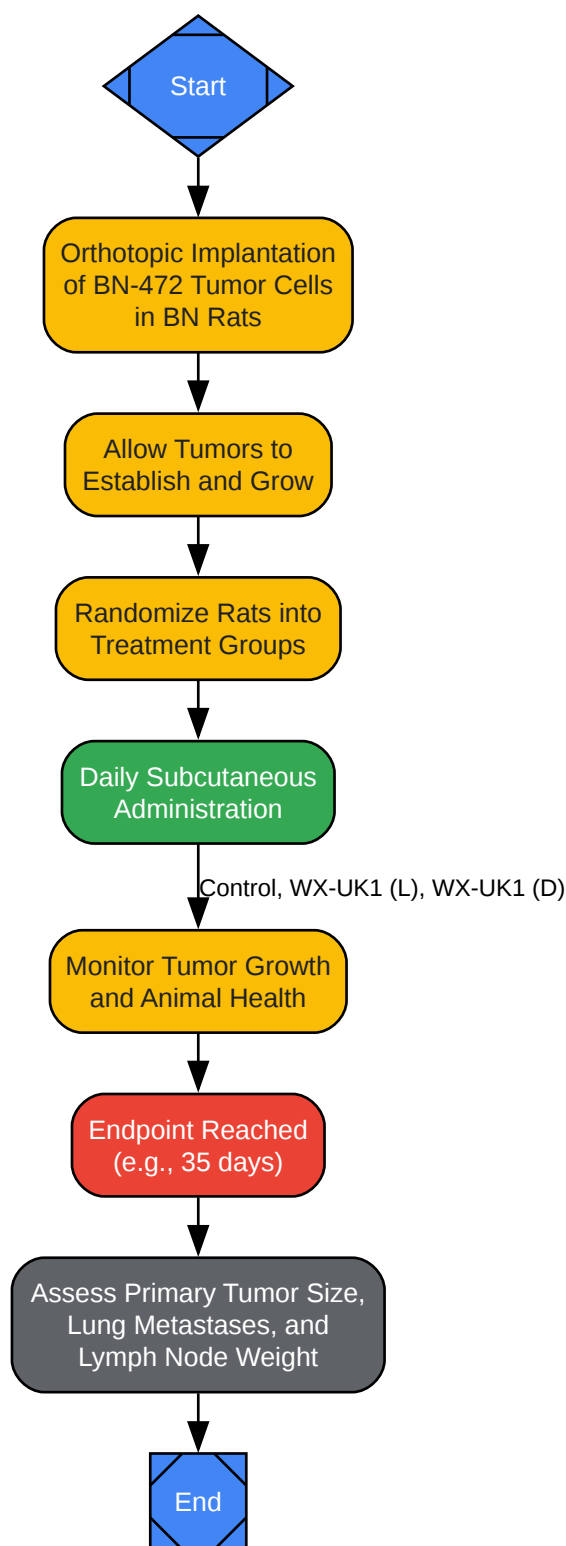 Start
Orthotopic Implantation
of BN-472 Tumor Cells
in BN Rats
Allow Tumors to
Establish and Grow
Randomize Rats into
Treatment Groups
Daily Subcutaneous
Administration
Control, WX-UK1 (L), WX-UK1 (D)
Monitor Tumor Growth
and Animal Health
Endpoint Reached
(e.g., 35 days)
Assess Primary Tumor Size,
Lung Metastases, and
Lymph Node Weight
End